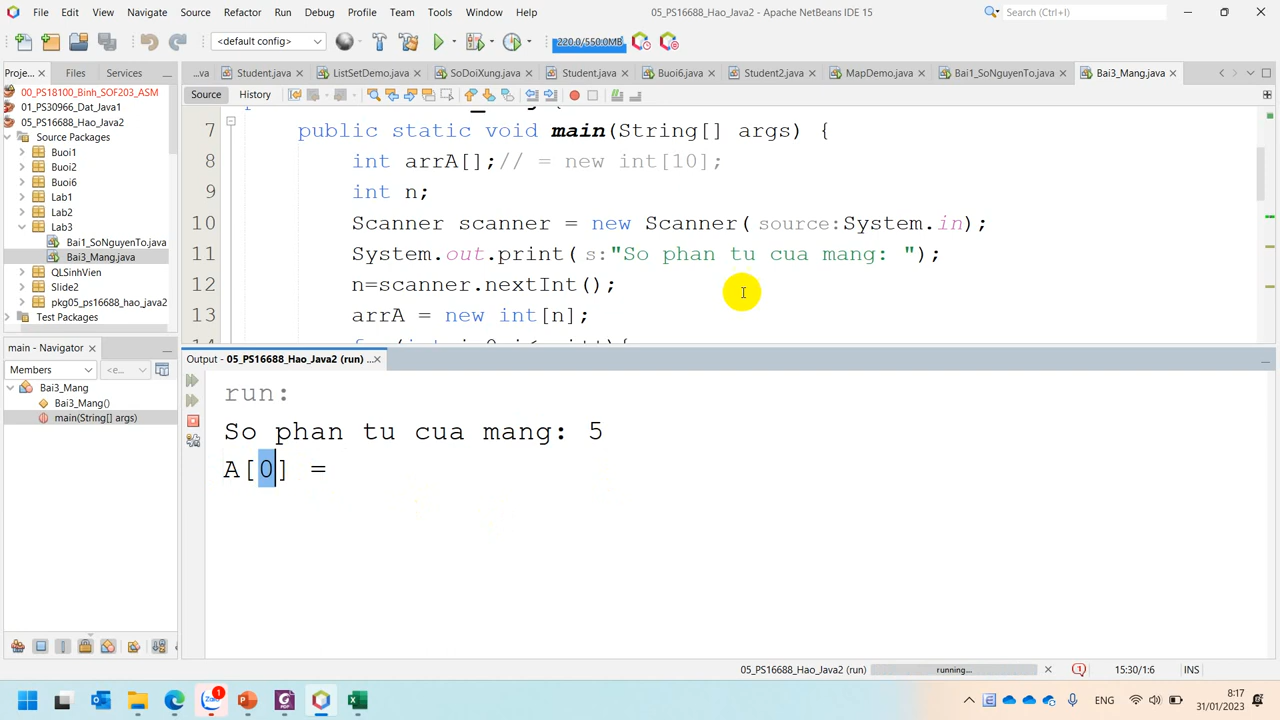 File Edit View Navigate Source Refactor Run Debug Profile Team Tools Window Help 05_PS16688_Hao_Java2 - Apache NetBeans IDE 15 Search (Ctrl+I)
<default config> 220.0/550.0MB
Proje... Files Services ...va Student.java ListSetDemo.java SoDoiXung.java Student.java Buoi6.java Student2.java MapDemo.java Bai1_SoNguyenTo.java Bai3_Mang.java
Source History
00_PS18100_Binh_SOF203_ASM
01_PS30966_Dat_Java1
05_PS16688_Hao_Java2
Source Packages
Buoi1
Buoi2
Buoi6
Lab1
Lab2
Lab3
Bai1_SoNguyenTo.java
Bai3_Mang.java
QLSinhVien
Slide2
pkg05_ps16688_hao_java2
Test Packages
7 public static void main(String[] args) {
8 int arrA[];// = new int[10];
9 int n;
10 Scanner scanner = new Scanner( source:System.in);
11 System.out.print( s:"So phan tu cua mang: ");
12 n=scanner.nextInt();
13 arrA = new int[n];
main - Navigator
Members <e...
Bai3_Mang
Bai3_Mang()
main(String[] args)
Output - 05_PS16688_Hao_Java2 (run) ...
run:
So phan tu cua mang: 5
A[0] =
05_PS16688_Hao_Java2 (run) running... 15:30/1:6 INS
Zalo 1 ENG 8:17
31/01/2023